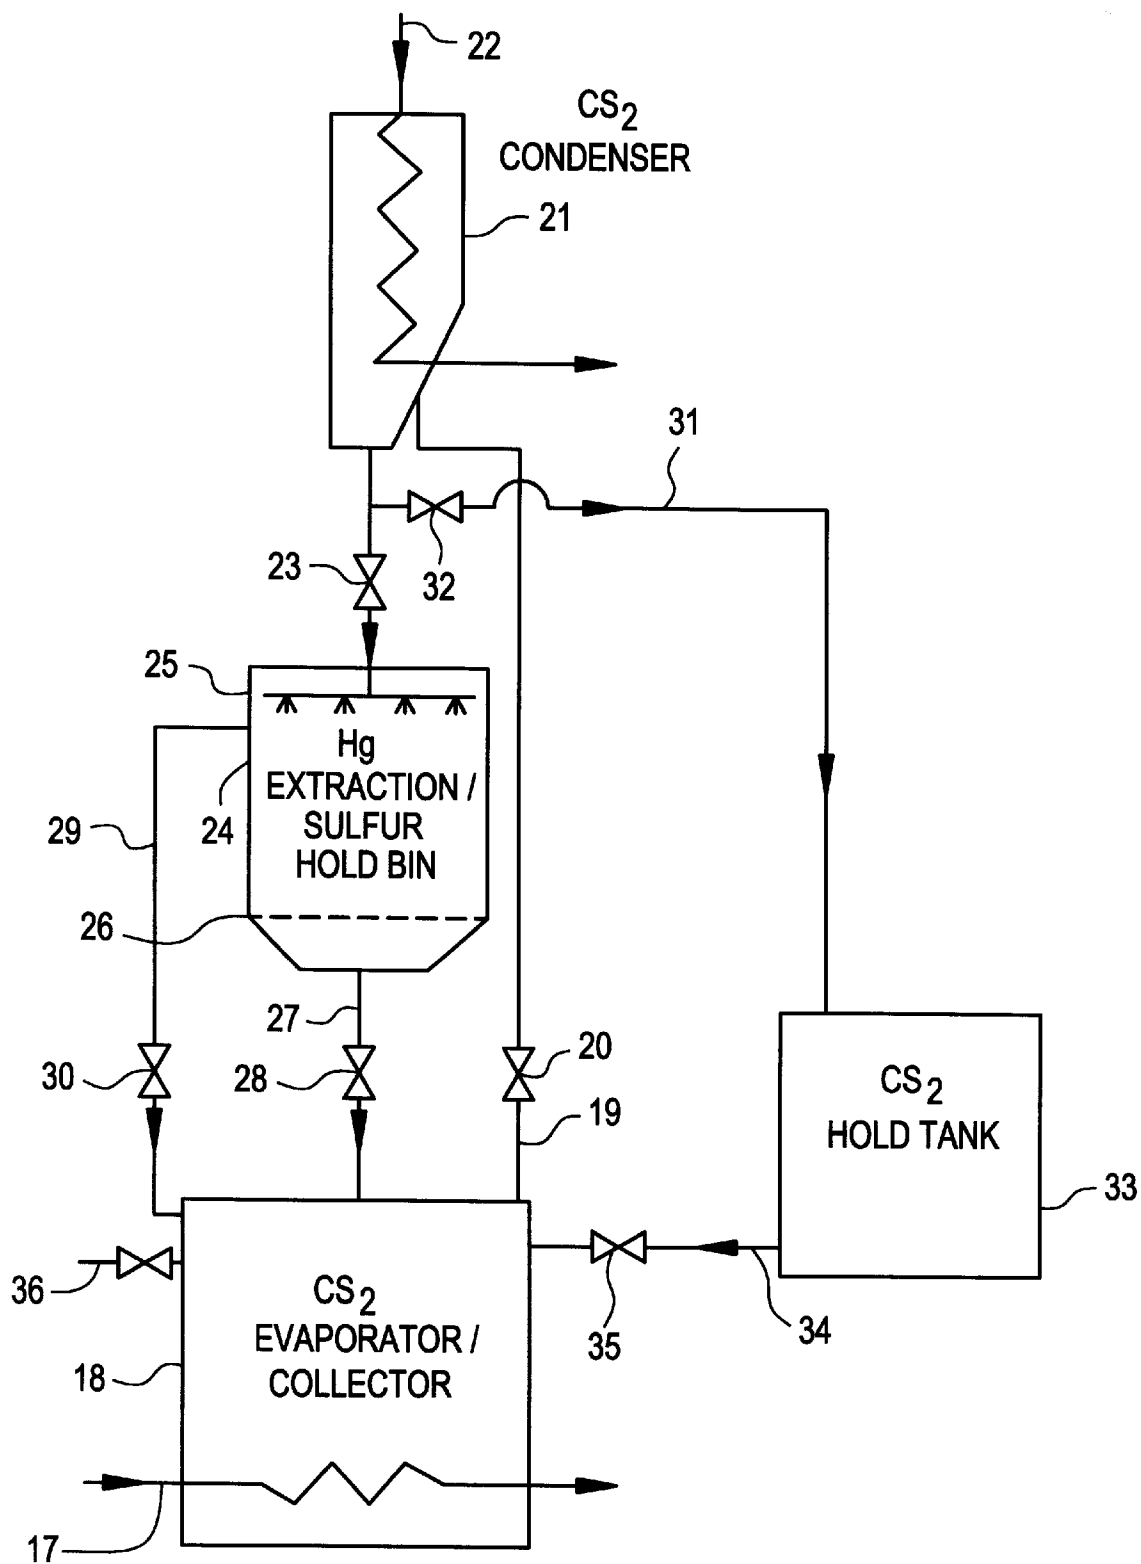 22
CS2
CONDENSER
21
31
23
32
25
Hg
EXTRACTION /
SULFUR
HOLD BIN
29
24
26
27
30
28
20
CS2
HOLD TANK
19
33
36
CS2
EVAPORATOR /
COLLECTOR
35
34
18
17